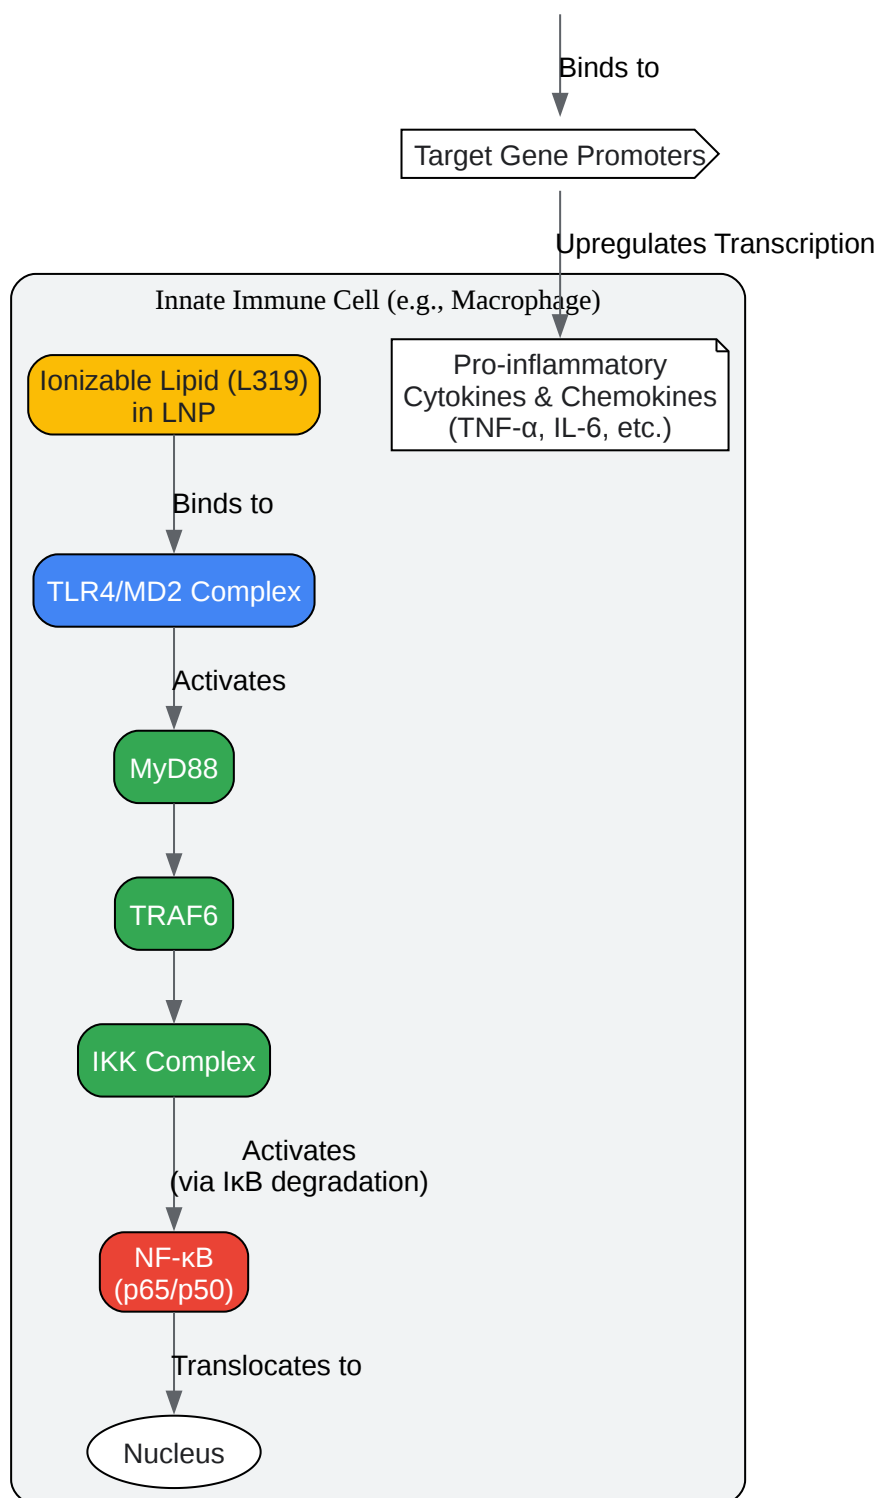 Binds to
Target Gene Promoters
Upregulates Transcription
Innate Immune Cell (e.g., Macrophage)
Pro-inflammatory
Cytokines & Chemokines
(TNF-α, IL-6, etc.)
Ionizable Lipid (L319)
in LNP
Binds to
TLR4/MD2 Complex
Activates
MyD88
TRAF6
IKK Complex
Activates
(via IκB degradation)
NF-κB
(p65/p50)
Translocates to
Nucleus